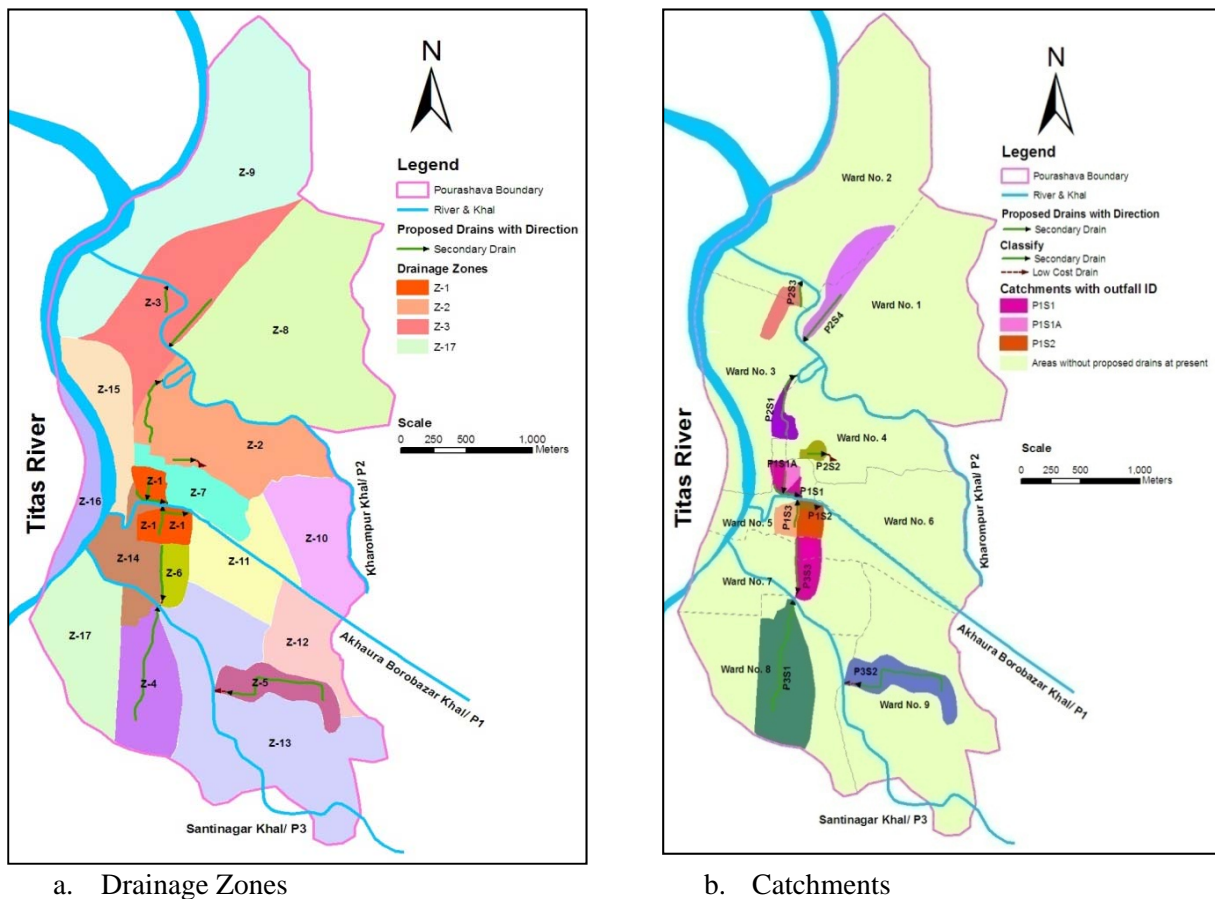 N
Legend
Pourashava Boundary
River & Khal
Proposed Drains with Direction
Secondary Drain
Drainage Zones
Z-1
Z-2
Z-3
Z-17
Scale
0 250 500 1,000
Meters
Z-9
Z-3
Z-8
Z-15
Z-2
Z-1
Z-7
Z-16
Z-1
Z-1
Z-14
Z-11
Z-10
Z-6
Z-17
Z-12
Z-4
Z-5
Z-13
Titas River
Kharompur Khal/ P2
Akhaura Borobazar Khal/ P1
Santinagar Khal/ P3
a. Drainage Zones
N
Legend
Pourashava Boundary
River & Khal
Proposed Drains with Direction
Secondary Drain
Classify
Secondary Drain
Low Cost Drain
Catchments with outfall ID
P1S1
P1S1A
P1S2
Areas without proposed drains at present
Scale
0 250 500 1,000
Meters
Ward No. 2
P2S3
Ward No. 1
P2S4
Ward No. 3
P2S1
Ward No. 4
P2S2
P1S1A
P1S1
P1S3
P1S2
Ward No. 5
Ward No. 6
P3S3
Ward No. 7
Ward No. 8
P3S1
P3S2
Ward No. 9
Titas River
Kharompur Khal/ P2
Akhaura Borobazar Khal/ P1
Santinagar Khal/ P3
b. Catchments